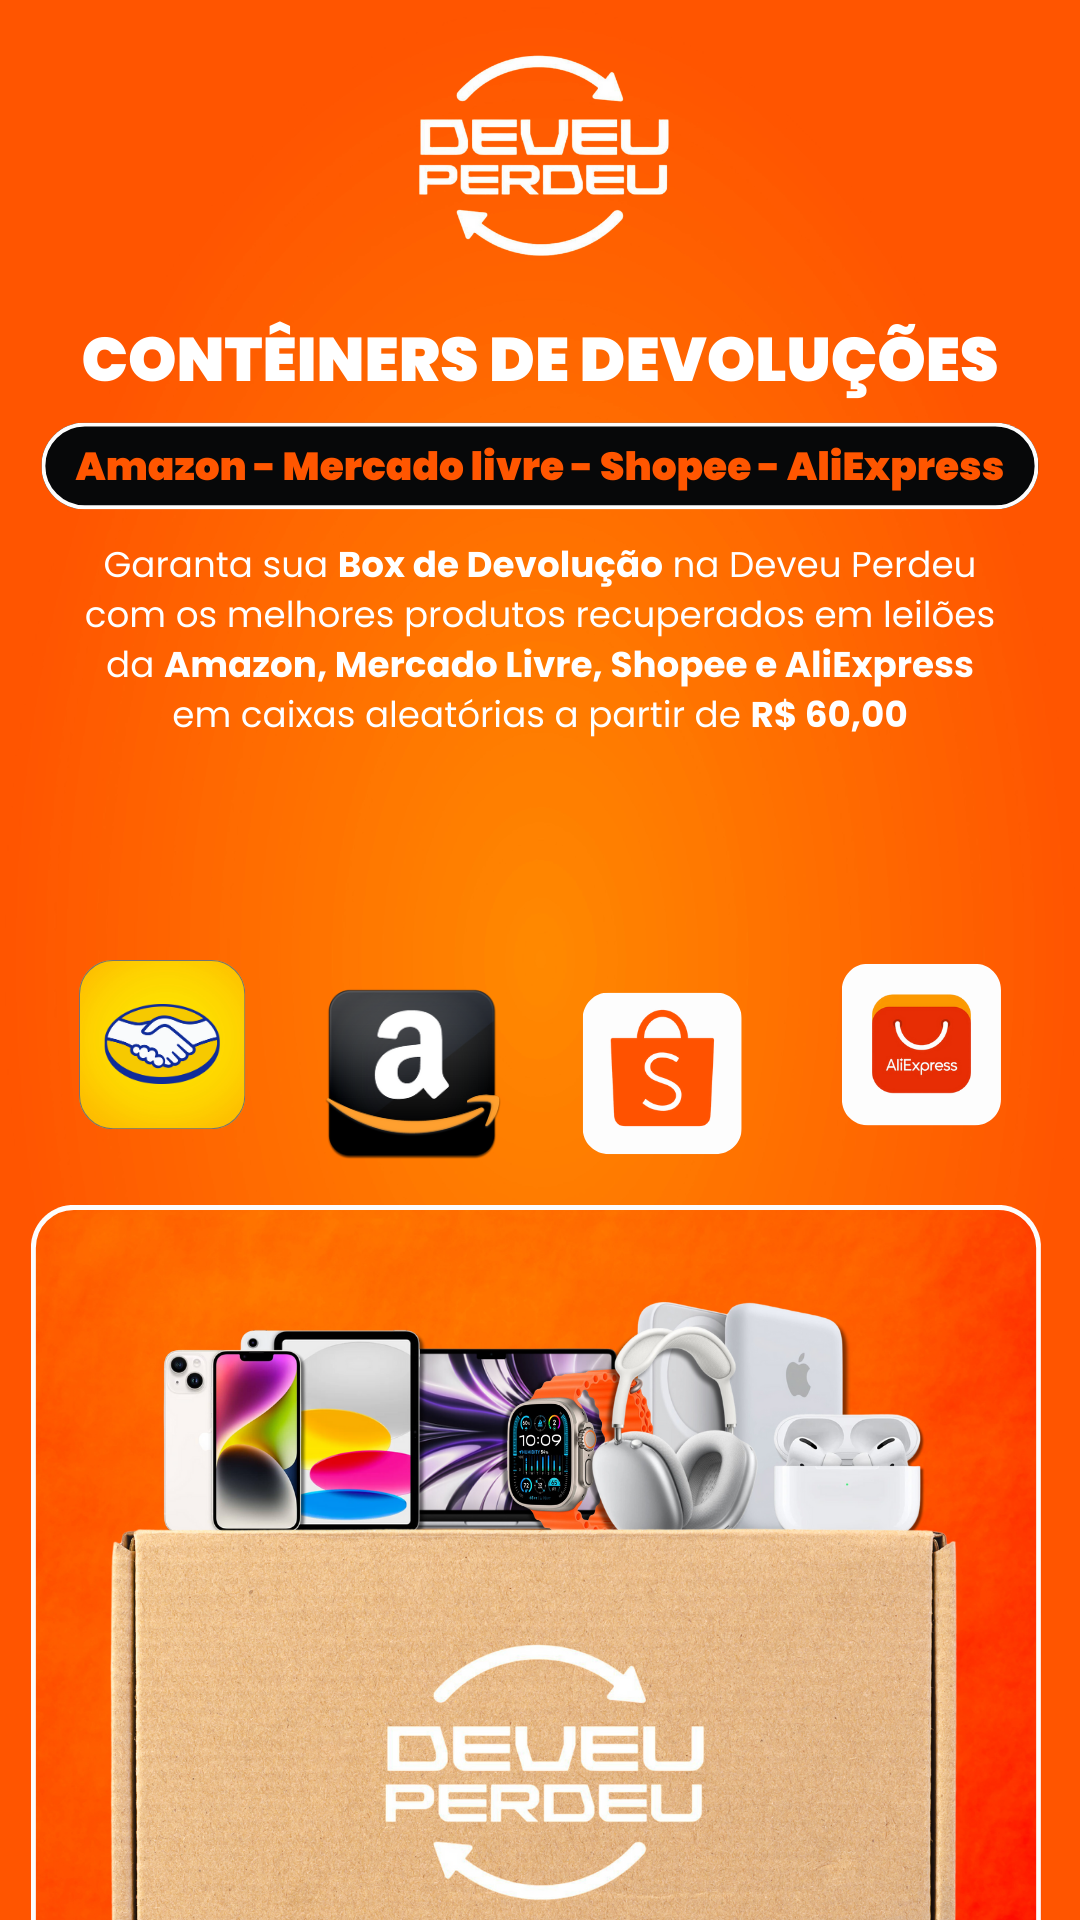 DEVEU
PERDEU
CONTÊINERS DE DEVOLUÇÕES
Amazon - Mercado livre - Shopee - AliExpress
Garanta sua Box de Devolução na Deveu Perdeu
com os melhores produtos recuperados em leilões
da Amazon, Mercado Livre, Shopee e AliExpress
em caixas aleatórias a partir de R$ 60,00
a
S
AliExpress
10:09
DEVEU
PERDEU